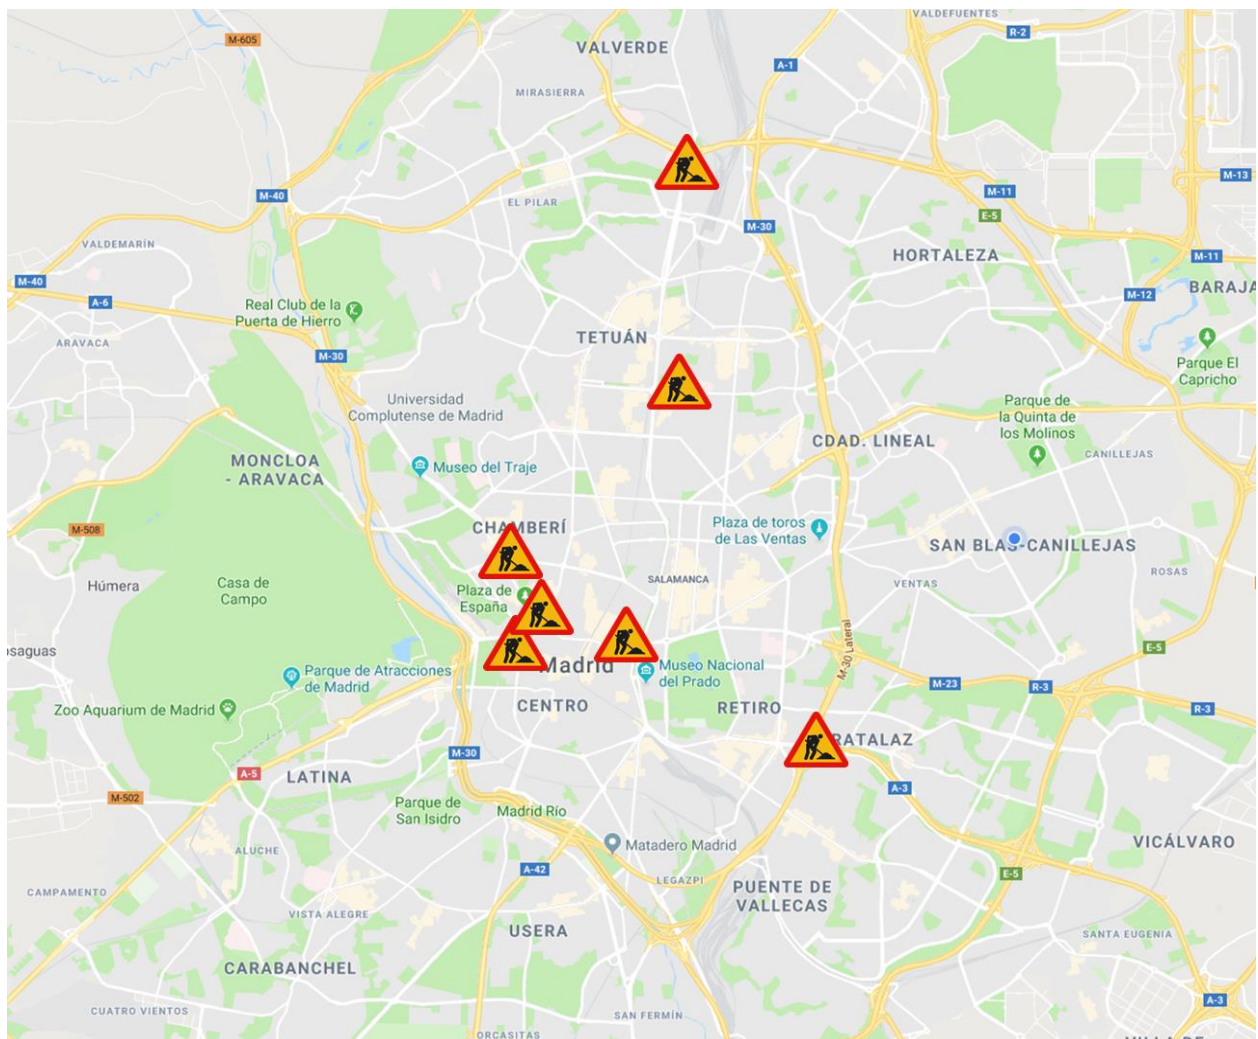 VALDEFUENTES
M-605
R-2
VALVERDE
A-1
MIRASIERRA
M-13
M-40
M-11
EL PILAR
E-5
M-30
VALDEMARÍN
HORTALEZA
M-11
M-40
BARAJA
A-6
M-12
Real Club de la
Puerta de Hierro
TETUÁN
ARAVACA
M-30
Parque El
Capricho
Universidad
Complutense de Madrid
Parque de
la Quinta de
los Molinos
CDAD. LINEAL
CANILLEJAS
MONCLOA
- ARAVACA
Museo del Traje
CHAMBERÍ
Plaza de toros
de Las Ventas
M-508
SAN BLAS-CANILLEJAS
ROSAS
Húmera
Casa de
Campo
SALAMANCA
VENTAS
Plaza de
España
osaguas
M-30 Lateral
E-5
Madrid
Parque de Atracciones
de Madrid
Museo Nacional
del Prado
M-23
R-3
R-3
Zoo Aquarium de Madrid
CENTRO
RETIRO
RATALAZ
M-30
A-5
LATINA
A-3
M-502
Parque de
San Isidro
Madrid Río
Matadero Madrid
VICÁLVARO
ALUCHE
A-42
LEGAZPI
E-5
CAMPAMENTO
PUENTE DE
VALLECAS
VISTA ALEGRE
USERA
SANTA EUGENIA
CARABANCHEL
A-3
CUATRO VIENTOS
SAN FERMÍN
ORCASITAS